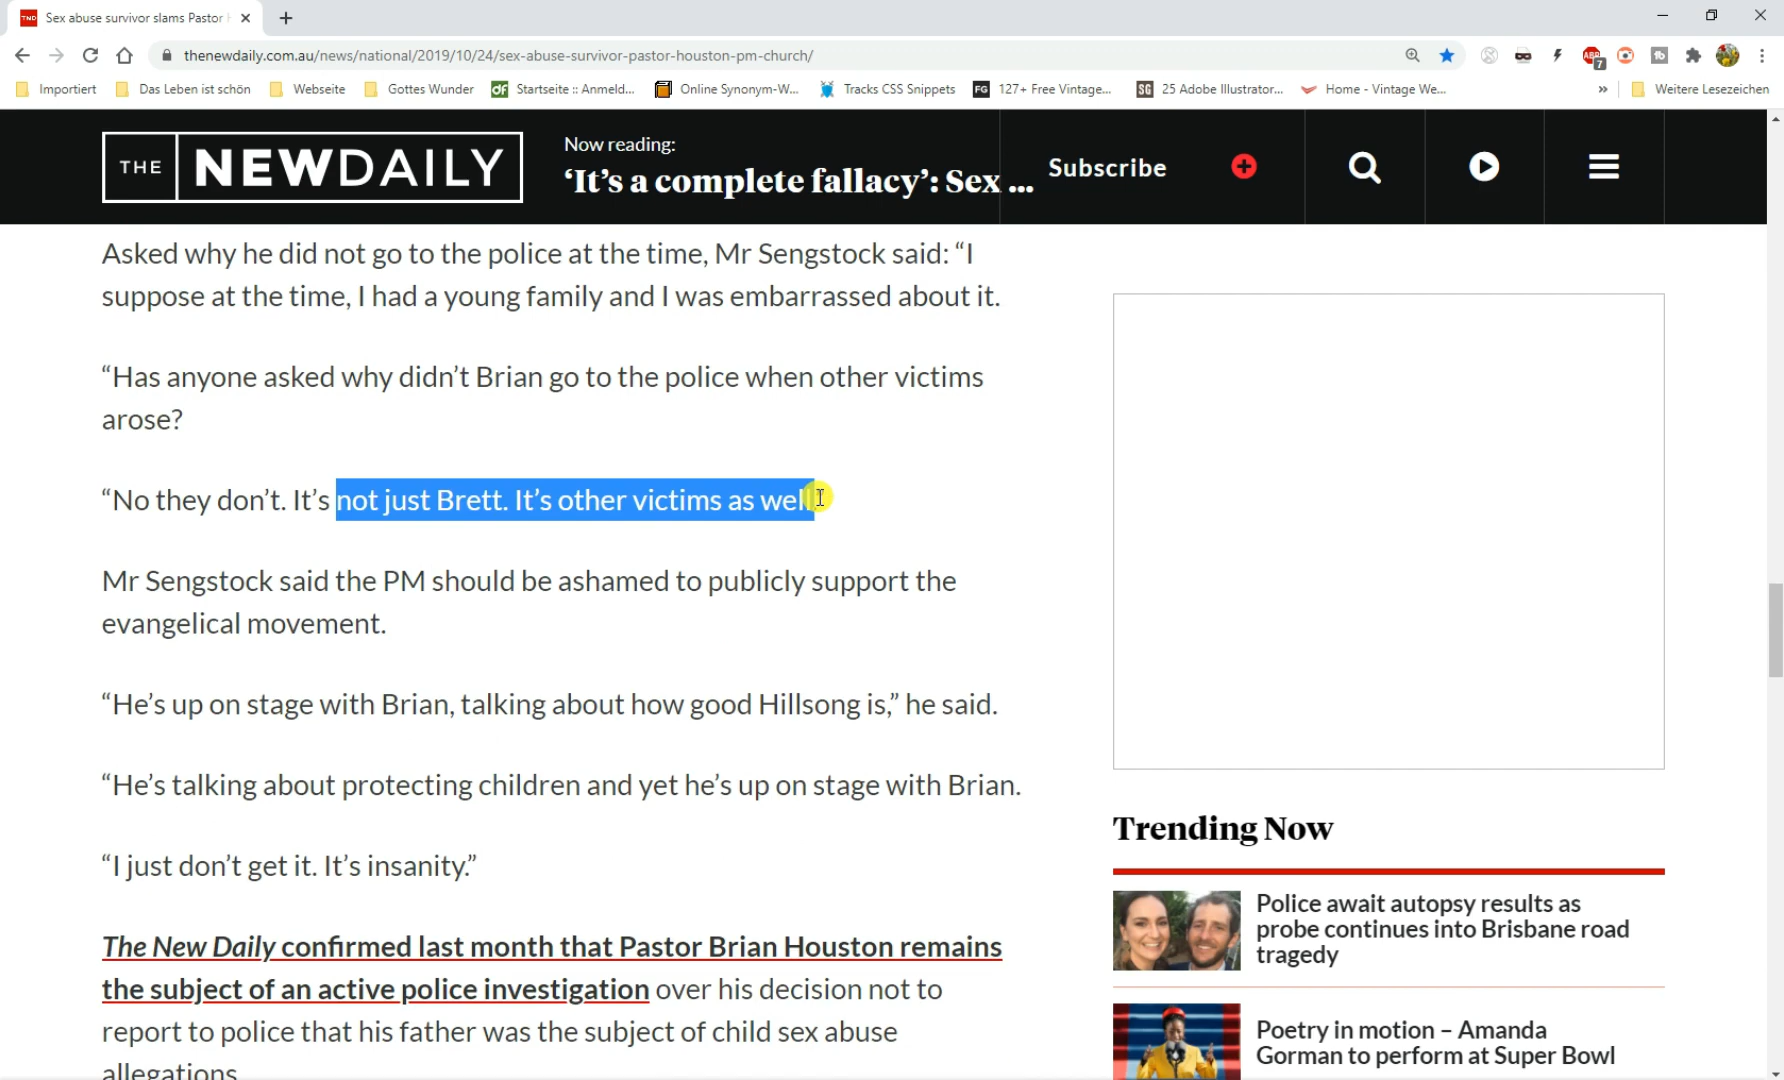 TND Sex abuse survivor slams Pastor
thenewdaily.com.au/news/national/2019/10/24/sex-abuse-survivor-pastor-houston-pm-church/
ABP 7
Importiert Das Leben ist schön Webseite Gottes Wunder df Startseite :: Anmeld... Online Synonym-W... Tracks CSS Snippets FG 127+ Free Vintage... SG 25 Adobe Illustrator... Home - Vintage We... » Weitere Lesezeichen
THE NEWDAILY
Now reading:
‘It’s a complete fallacy’: Sex ...
Subscribe
Asked why he did not go to the police at the time, Mr Sengstock said: “I
suppose at the time, I had a young family and I was embarrassed about it.
“Has anyone asked why didn’t Brian go to the police when other victims
arose?
“No they don’t. It’s not just Brett. It’s other victims as well
Mr Sengstock said the PM should be ashamed to publicly support the
evangelical movement.
“He’s up on stage with Brian, talking about how good Hillsong is,” he said.
“He’s talking about protecting children and yet he’s up on stage with Brian.
“I just don’t get it. It’s insanity.”
The New Daily confirmed last month that Pastor Brian Houston remains
the subject of an active police investigation over his decision not to
report to police that his father was the subject of child sex abuse
allegations
Trending Now
Police await autopsy results as
probe continues into Brisbane road
tragedy
Poetry in motion – Amanda
Gorman to perform at Super Bowl